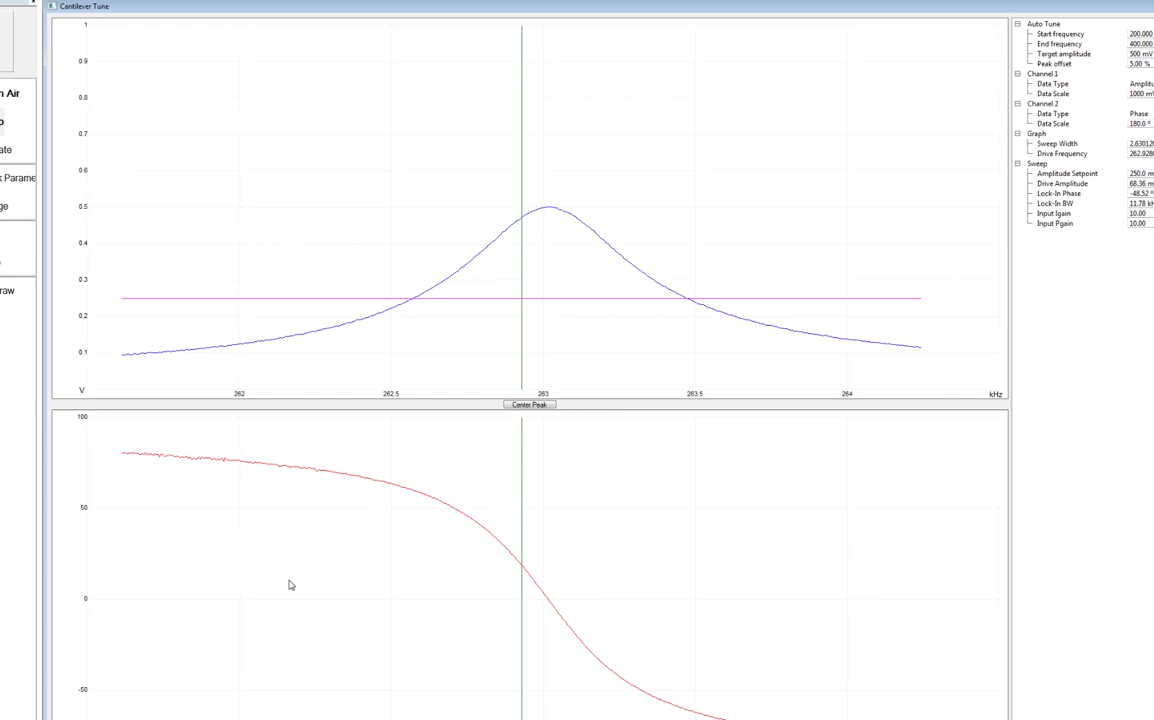 Cantilever Tune
n Air
p
ate
k Parame
ge
raw
1
0.9
0.8
0.7
0.6
0.5
0.4
0.3
0.2
0.1
V
262
262.5
263
263.5
264
kHz
Center Peak
100
50
0
-50
Auto Tune
Start frequency 200.000
End frequency 400.000
Target amplitude 500 mV
Peak offset 5.00 %
Channel 1
Data Type Amplitu
Data Scale 1000 mV
Channel 2
Data Type Phase
Data Scale 180.0 °
Graph
Sweep Width 2.63012
Drive Frequency 262.928
Sweep
Amplitude Setpoint 250.0 m
Drive Amplitude 68.36 m
Lock-In Phase -48.52 °
Lock-In BW 11.78 kH
Input Igain 10.00
Input Pgain 10.00